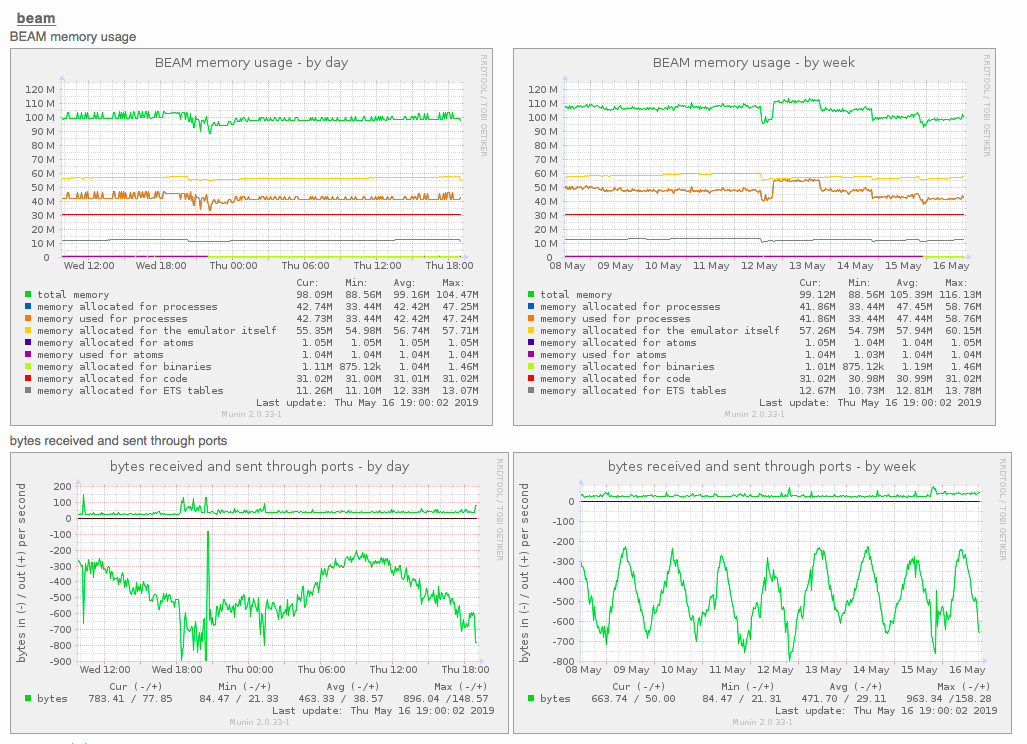 beam
BEAM memory usage
BEAM memory usage - by day
RRDTOOL / TOBI OETIKER
120 M
110 M
100 M
90 M
80 M
70 M
60 M
50 M
40 M
30 M
20 M
10 M
0
Wed 12:00 Wed 18:00 Thu 00:00 Thu 06:00 Thu 12:00 Thu 18:00
Cur: Min: Avg: Max:
total memory 98.09M 88.56M 99.16M 104.47M
memory allocated for processes 42.74M 33.44M 42.42M 47.25M
memory used for processes 42.73M 33.44M 42.42M 47.24M
memory allocated for the emulator itself 55.35M 54.98M 56.74M 57.71M
memory allocated for atoms 1.05M 1.05M 1.05M 1.05M
memory used for atoms 1.04M 1.04M 1.04M 1.04M
memory allocated for binaries 1.11M 875.12k 1.04M 1.46M
memory allocated for code 31.02M 31.00M 31.01M 31.02M
memory allocated for ETS tables 11.26M 11.10M 12.33M 13.07M
Last update: Thu May 16 19:00:02 2019
Munin 2.0.33-1
BEAM memory usage - by week
RRDTOOL / TOBI OETIKER
120 M
110 M
100 M
90 M
80 M
70 M
60 M
50 M
40 M
30 M
20 M
10 M
0
08 May 09 May 10 May 11 May 12 May 13 May 14 May 15 May 16 May
Cur: Min: Avg: Max:
total memory 99.12M 88.56M 105.39M 116.13M
memory allocated for processes 41.86M 33.44M 47.45M 58.76M
memory used for processes 41.86M 33.44M 47.44M 58.76M
memory allocated for the emulator itself 57.26M 54.79M 57.94M 60.15M
memory allocated for atoms 1.05M 1.04M 1.04M 1.05M
memory used for atoms 1.04M 1.03M 1.04M 1.04M
memory allocated for binaries 1.01M 875.12k 1.19M 1.46M
memory allocated for code 31.02M 30.98M 30.99M 31.02M
memory allocated for ETS tables 12.67M 10.73M 12.81M 13.78M
Last update: Thu May 16 19:00:02 2019
Munin 2.0.33-1
bytes received and sent through ports
bytes received and sent through ports - by day
RRDTOOL / TOBI OETIKER
bytes in (-) / out (+) per second
200
100
0
-100
-200
-300
-400
-500
-600
-700
-800
-900
Wed 12:00 Wed 18:00 Thu 00:00 Thu 06:00 Thu 12:00 Thu 18:00
Cur (-/+) Min (-/+) Avg (-/+) Max (-/+)
bytes 783.41 / 77.85 84.47 / 21.33 463.33 / 38.57 896.04 /148.57
Last update: Thu May 16 19:00:02 2019
Munin 2.0.33-1
bytes received and sent through ports - by week
RRDTOOL / TOBI OETIKER
bytes in (-) / out (+) per second
0
-100
-200
-300
-400
-500
-600
-700
-800
08 May 09 May 10 May 11 May 12 May 13 May 14 May 15 May 16 May
Cur (-/+) Min (-/+) Avg (-/+) Max (-/+)
bytes 663.74 / 50.00 84.47 / 21.31 471.70 / 29.11 963.34 /158.28
Last update: Thu May 16 19:00:02 2019
Munin 2.0.33-1